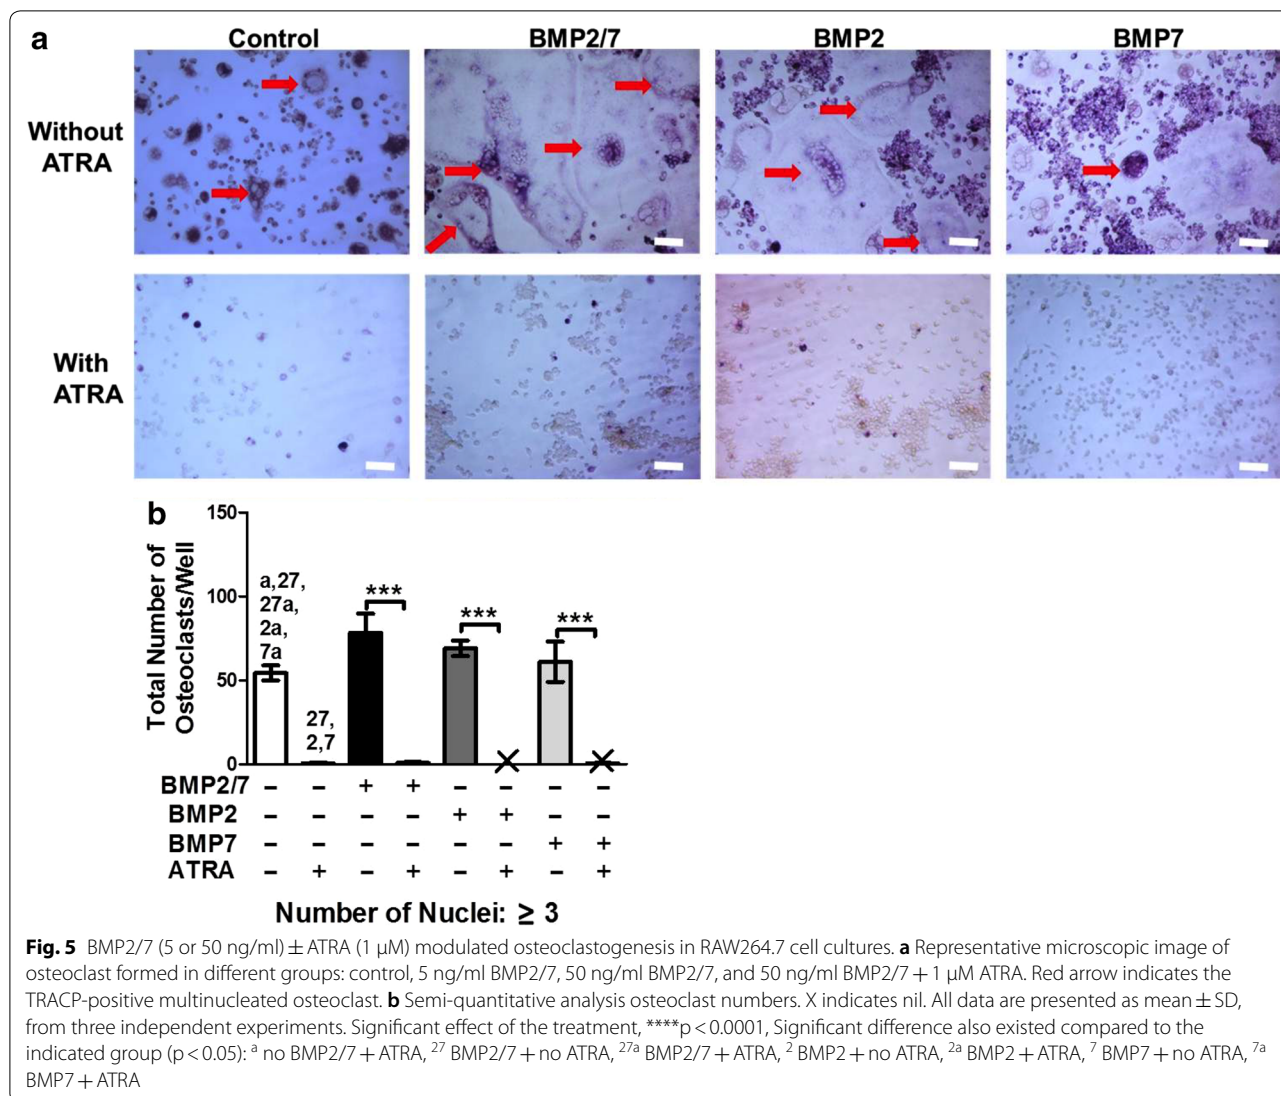 a
Control BMP2/7 BMP2 BMP7
Without
ATRA
With
ATRA
b
Total Number of
Osteoclasts/Well
150
100
50
0
a,27,
27a,
2a,
7a
27,
2,7
***
***
***
BMP2/7 – – + + – – – –
BMP2 – – – – + + – –
BMP7 – – – – – – + +
ATRA – + – + – + – +
Number of Nuclei: ≥ 3
Fig. 5 BMP2/7 (5 or 50 ng/ml) ± ATRA (1 µM) modulated osteoclastogenesis in RAW264.7 cell cultures. a Representative microscopic image of
osteoclast formed in different groups: control, 5 ng/ml BMP2/7, 50 ng/ml BMP2/7, and 50 ng/ml BMP2/7 + 1 µM ATRA. Red arrow indicates the
TRACP-positive multinucleated osteoclast. b Semi-quantitative analysis osteoclast numbers. X indicates nil. All data are presented as mean ± SD,
from three independent experiments. Significant effect of the treatment, ****p < 0.0001, Significant difference also existed compared to the
indicated group (p < 0.05): a no BMP2/7 + ATRA, 27 BMP2/7 + no ATRA, 27a BMP2/7 + ATRA, 2 BMP2 + no ATRA, 2a BMP2 + ATRA, 7 BMP7 + no ATRA, 7a
BMP7 + ATRA